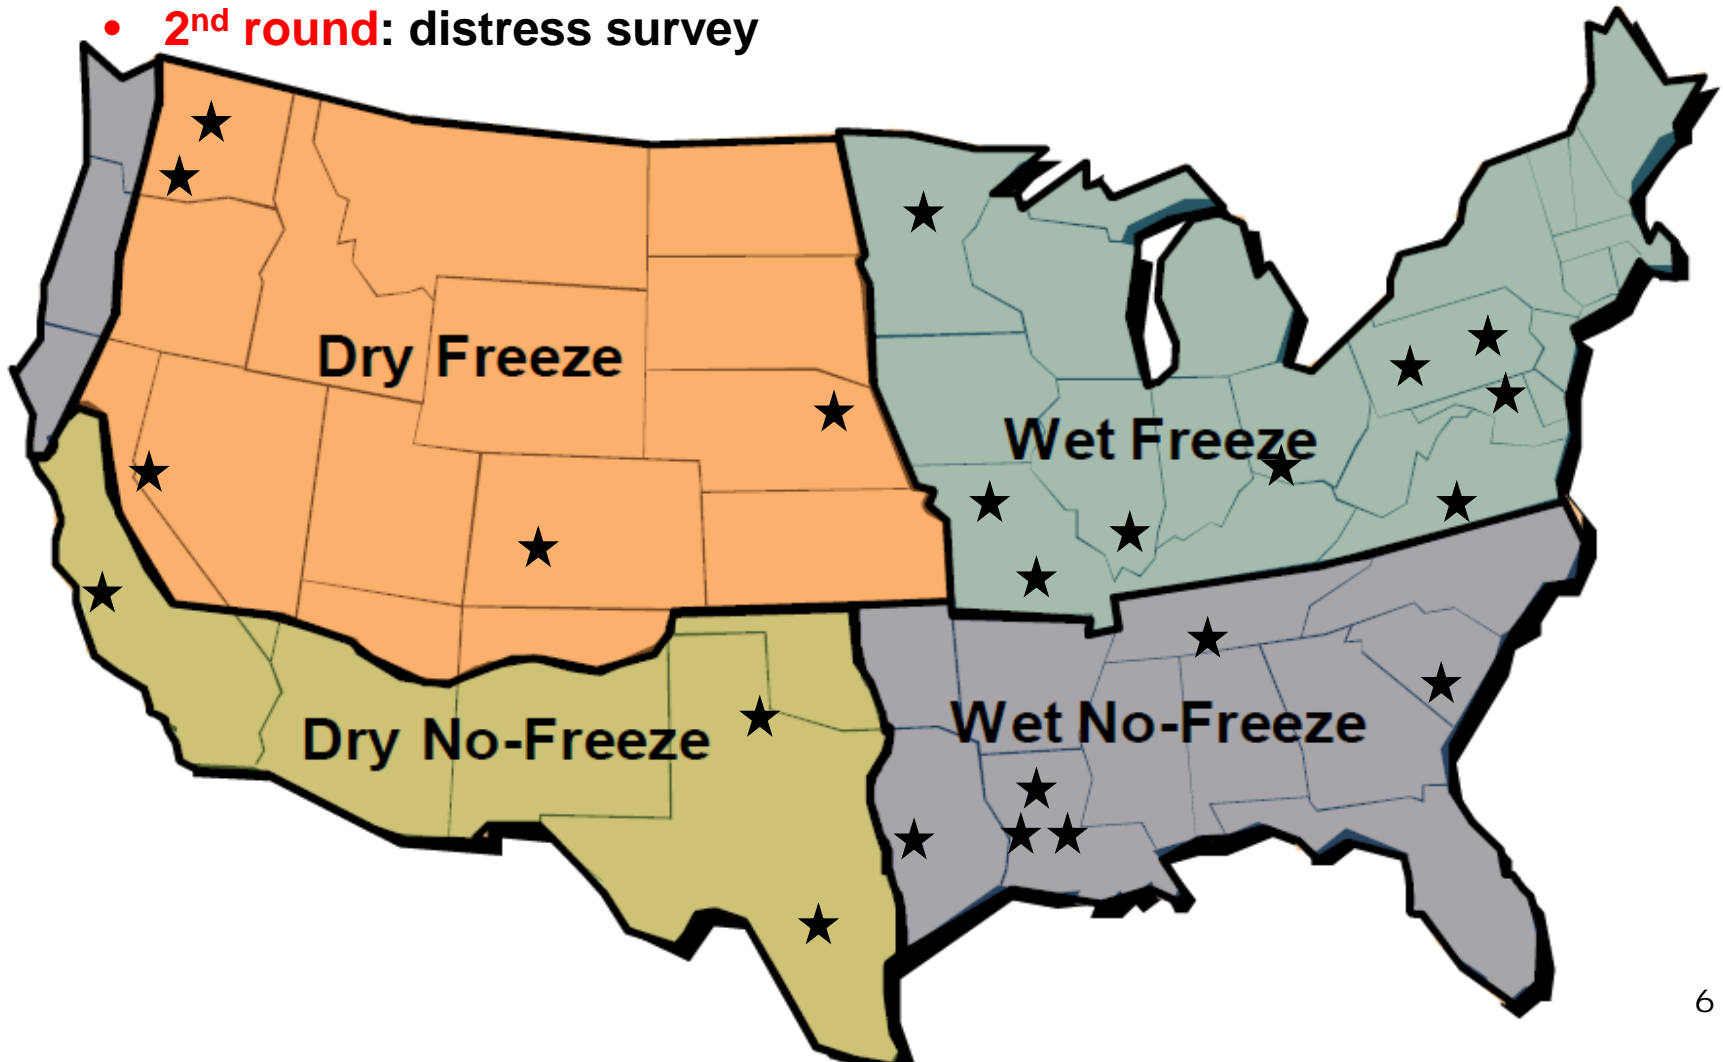 • 2nd round: distress survey
Dry Freeze
Wet Freeze
Dry No-Freeze
Wet No-Freeze
6